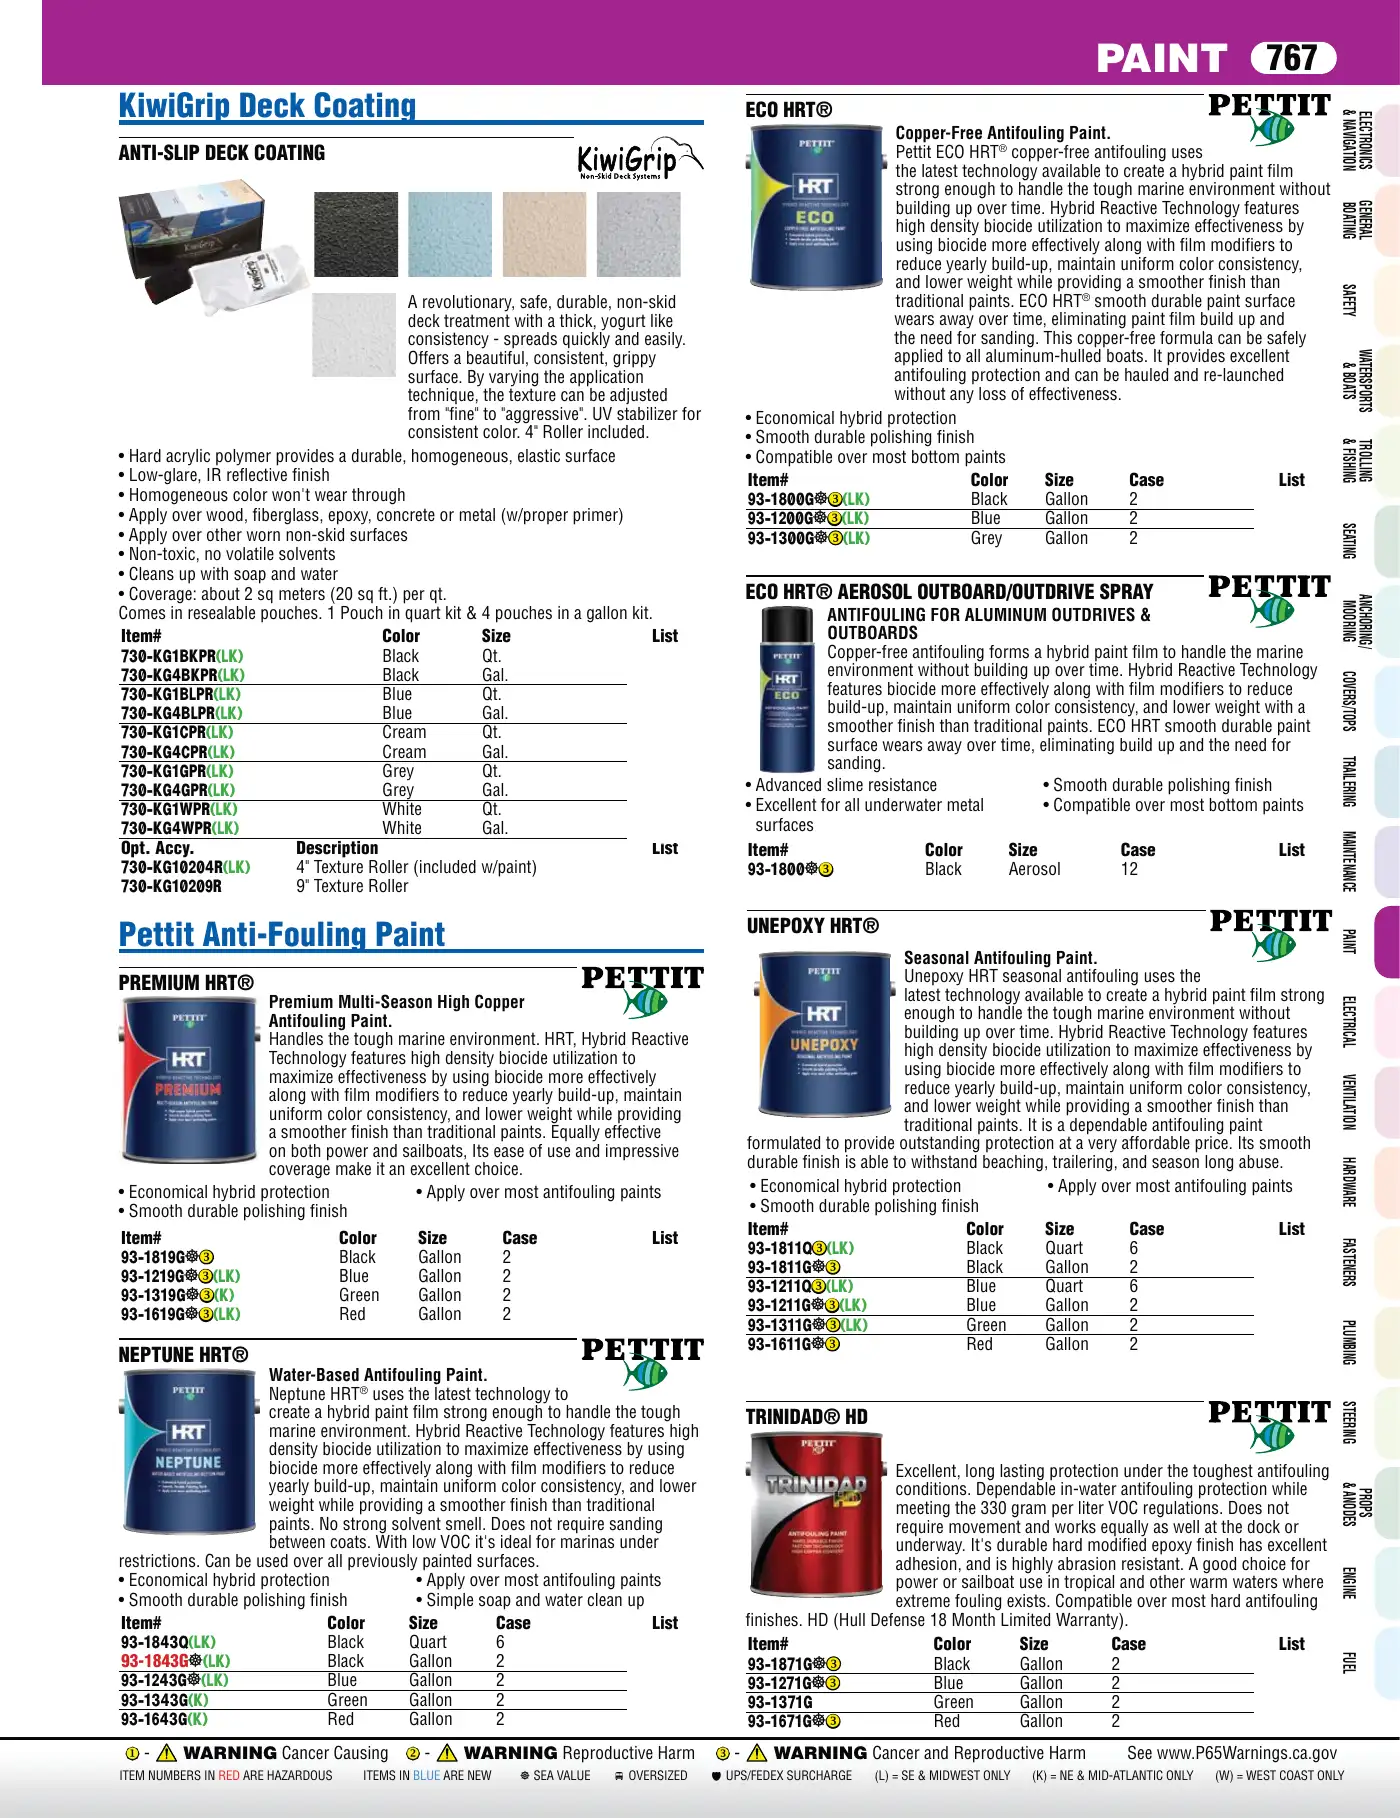 PAINT 767
KiwiGrip Deck Coating
ANTI-SLIP DECK COATING
KiwiGrip
Non-Skid Deck Systems
KiwiGrip
KiwiGrip
A revolutionary, safe, durable, non-skid
deck treatment with a thick, yogurt like
consistency - spreads quickly and easily.
Offers a beautiful, consistent, grippy
surface. By varying the application
technique, the texture can be adjusted
from "fine" to "aggressive". UV stabilizer for
consistent color. 4" Roller included.
• Hard acrylic polymer provides a durable, homogeneous, elastic surface
• Low-glare, IR reflective finish
• Homogeneous color won't wear through
• Apply over wood, fiberglass, epoxy, concrete or metal (w/proper primer)
• Apply over other worn non-skid surfaces
• Non-toxic, no volatile solvents
• Cleans up with soap and water
• Coverage: about 2 sq meters (20 sq ft.) per qt.
Comes in resealable pouches. 1 Pouch in quart kit & 4 pouches in a gallon kit.
Item# Color Size List
730-KG1BKPR(LK) Black Qt.
730-KG4BKPR(LK) Black Gal.
730-KG1BLPR(LK) Blue Qt.
730-KG4BLPR(LK) Blue Gal.
730-KG1CPR(LK) Cream Qt.
730-KG4CPR(LK) Cream Gal.
730-KG1GPR(LK) Grey Qt.
730-KG4GPR(LK) Grey Gal.
730-KG1WPR(LK) White Qt.
730-KG4WPR(LK) White Gal.
Opt. Accy. Description List
730-KG10204R(LK) 4" Texture Roller (included w/paint)
730-KG10209R 9" Texture Roller
Pettit Anti-Fouling Paint
PREMIUM HRT®
PETTIT
PETTIT
HRT
PREMIUM
Premium Multi-Season High Copper
Antifouling Paint.
Handles the tough marine environment. HRT, Hybrid Reactive
Technology features high density biocide utilization to
maximize effectiveness by using biocide more effectively
along with film modifiers to reduce yearly build-up, maintain
uniform color consistency, and lower weight while providing
a smoother finish than traditional paints. Equally effective
on both power and sailboats, Its ease of use and impressive
coverage make it an excellent choice.
• Economical hybrid protection • Apply over most antifouling paints
• Smooth durable polishing finish
Item# Color Size Case List
93-1819G☸③ Black Gallon 2
93-1219G☸③(LK) Blue Gallon 2
93-1319G☸③(K) Green Gallon 2
93-1619G☸③(LK) Red Gallon 2
NEPTUNE HRT®
PETTIT
PETTIT
HRT
NEPTUNE
Water-Based Antifouling Paint.
Neptune HRT® uses the latest technology to
create a hybrid paint film strong enough to handle the tough
marine environment. Hybrid Reactive Technology features high
density biocide utilization to maximize effectiveness by using
biocide more effectively along with film modifiers to reduce
yearly build-up, maintain uniform color consistency, and lower
weight while providing a smoother finish than traditional
paints. No strong solvent smell. Does not require sanding
between coats. With low VOC it's ideal for marinas under
restrictions. Can be used over all previously painted surfaces.
• Economical hybrid protection • Apply over most antifouling paints
• Smooth durable polishing finish • Simple soap and water clean up
Item# Color Size Case List
93-1843Q(LK) Black Quart 6
93-1843G☸(LK) Black Gallon 2
93-1243G☸(LK) Blue Gallon 2
93-1343G(K) Green Gallon 2
93-1643G(K) Red Gallon 2
ECO HRT®
PETTIT
PETTIT
HRT
ECO
Copper-Free Antifouling Paint.
Pettit ECO HRT® copper-free antifouling uses
the latest technology available to create a hybrid paint film
strong enough to handle the tough marine environment without
building up over time. Hybrid Reactive Technology features
high density biocide utilization to maximize effectiveness by
using biocide more effectively along with film modifiers to
reduce yearly build-up, maintain uniform color consistency,
and lower weight while providing a smoother finish than
traditional paints. ECO HRT® smooth durable paint surface
wears away over time, eliminating paint film build up and
the need for sanding. This copper-free formula can be safely
applied to all aluminum-hulled boats. It provides excellent
antifouling protection and can be hauled and re-launched
without any loss of effectiveness.
• Economical hybrid protection
• Smooth durable polishing finish
• Compatible over most bottom paints
Item# Color Size Case List
93-1800G☸③(LK) Black Gallon 2
93-1200G☸③(LK) Blue Gallon 2
93-1300G☸③(LK) Grey Gallon 2
ECO HRT® AEROSOL OUTBOARD/OUTDRIVE SPRAY
PETTIT
PETTIT
HRT
ECO
ANTIFOULING FOR ALUMINUM OUTDRIVES &
OUTBOARDS
Copper-free antifouling forms a hybrid paint film to handle the marine
environment without building up over time. Hybrid Reactive Technology
features biocide more effectively along with film modifiers to reduce
build-up, maintain uniform color consistency, and lower weight with a
smoother finish than traditional paints. ECO HRT smooth durable paint
surface wears away over time, eliminating build up and the need for
sanding.
• Advanced slime resistance • Smooth durable polishing finish
• Excellent for all underwater metal • Compatible over most bottom paints
surfaces
Item# Color Size Case List
93-1800☸③ Black Aerosol 12
UNEPOXY HRT®
PETTIT
PETTIT
HRT
UNEPOXY
Seasonal Antifouling Paint.
Unepoxy HRT seasonal antifouling uses the
latest technology available to create a hybrid paint film strong
enough to handle the tough marine environment without
building up over time. Hybrid Reactive Technology features
high density biocide utilization to maximize effectiveness by
using biocide more effectively along with film modifiers to
reduce yearly build-up, maintain uniform color consistency,
and lower weight while providing a smoother finish than
traditional paints. It is a dependable antifouling paint
formulated to provide outstanding protection at a very affordable price. Its smooth
durable finish is able to withstand beaching, trailering, and season long abuse.
• Economical hybrid protection • Apply over most antifouling paints
• Smooth durable polishing finish
Item# Color Size Case List
93-1811Q③(LK) Black Quart 6
93-1811G☸③ Black Gallon 2
93-1211Q③(LK) Blue Quart 6
93-1211G☸③(LK) Blue Gallon 2
93-1311G☸③(LK) Green Gallon 2
93-1611G☸③ Red Gallon 2
TRINIDAD® HD
PETTIT
PETTIT
TRINIDAD
HD
ANTIFOULING PAINT
Excellent, long lasting protection under the toughest antifouling
conditions. Dependable in-water antifouling protection while
meeting the 330 gram per liter VOC regulations. Does not
require movement and works equally as well at the dock or
underway. It's durable hard modified epoxy finish has excellent
adhesion, and is highly abrasion resistant. A good choice for
power or sailboat use in tropical and other warm waters where
extreme fouling exists. Compatible over most hard antifouling
finishes. HD (Hull Defense 18 Month Limited Warranty).
Item# Color Size Case List
93-1871G☸③ Black Gallon 2
93-1271G☸③ Blue Gallon 2
93-1371G Green Gallon 2
93-1671G☸③ Red Gallon 2
ELECTRONICS
& NAVIGATION
GENERAL
BOATING
SAFETY
WATERSPORTS
& BOATS
TROLLING
& FISHING
SEATING
ANCHORING/
MOORING
COVERS/TOPS
TRAILERING
MAINTENANCE
PAINT
ELECTRICAL
VENTILATION
HARDWARE
FASTENERS
PLUMBING
STEERING
PROPS
& ANODES
ENGINE
FUEL
① - ⚠ WARNING Cancer Causing ② - ⚠ WARNING Reproductive Harm ③ - ⚠ WARNING Cancer and Reproductive Harm See www.P65Warnings.ca.gov
ITEM NUMBERS IN RED ARE HAZARDOUS ITEMS IN BLUE ARE NEW ☸ SEA VALUE OVERSIZED UPS/FEDEX SURCHARGE (L) = SE & MIDWEST ONLY (K) = NE & MID-ATLANTIC ONLY (W) = WEST COAST ONLY